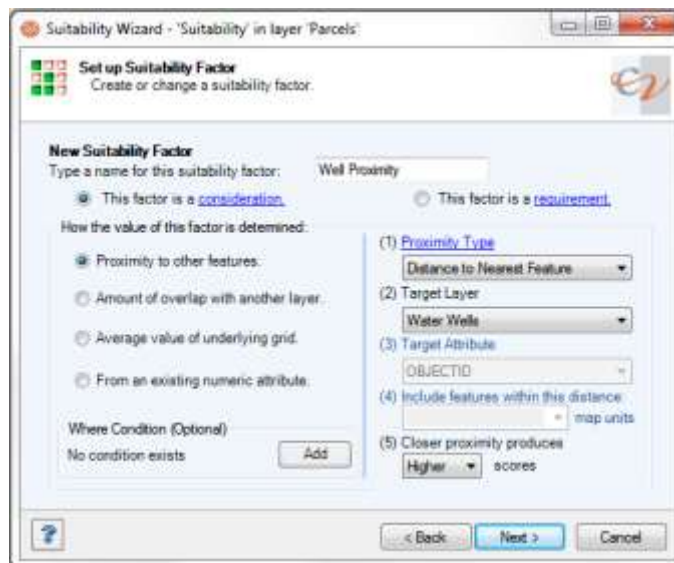 Suitability Wizard - 'Suitability' in layer 'Parcels'
Set up Suitability Factor
Create or change a suitability factor.
New Suitability Factor
Type a name for this suitability factor: Well Proximity
This factor is a consideration. This factor is a requirement.
How the value of this factor is determined:
Proximity to other features.
Amount of overlap with another layer.
Average value of underlying grid.
From an existing numeric attribute.
Where Condition (Optional)
No condition exists Add
(1) Proximity Type
Distance to Nearest Feature
(2) Target Layer
Water Wells
(3) Target Attribute
OBJECTID
(4) Include features within this distance
map units
(5) Closer proximity produces
Higher scores
? < Back Next > Cancel